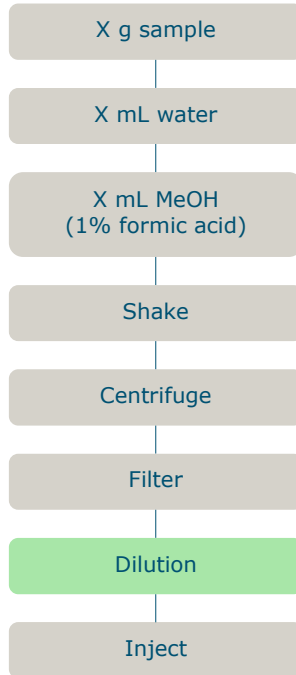 X g sample
X mL water
X mL MeOH
(1% formic acid)
Shake
Centrifuge
Filter
Dilution
Inject